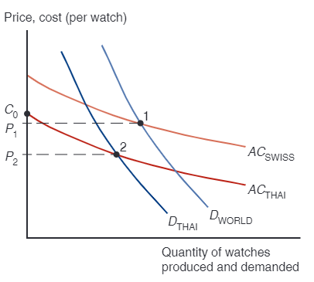 Price, cost (per watch)
C0
P1
P2
1
2
ACSWISS
ACTHAI
DTHAI
DWORLD
Quantity of watches
produced and demanded